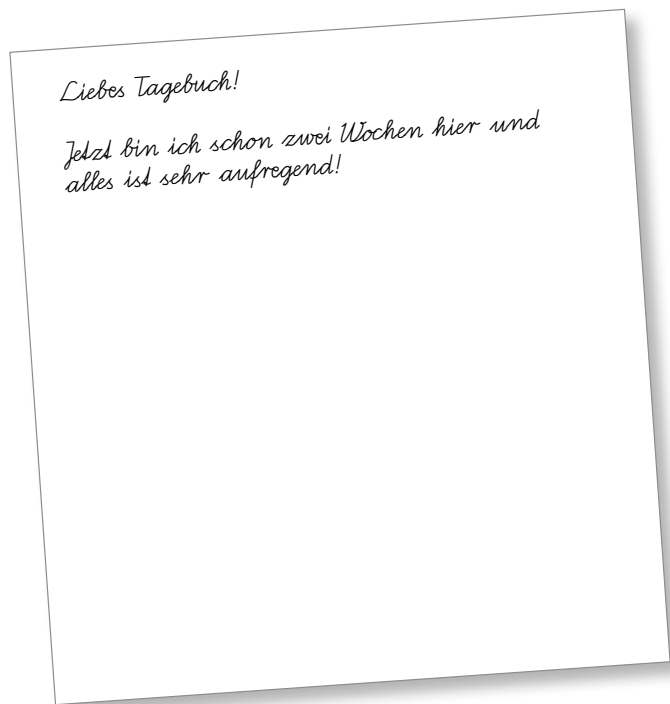 Liebes Tagebuch!
Jetzt bin ich schon zwei Wochen hier und
alles ist sehr aufregend!